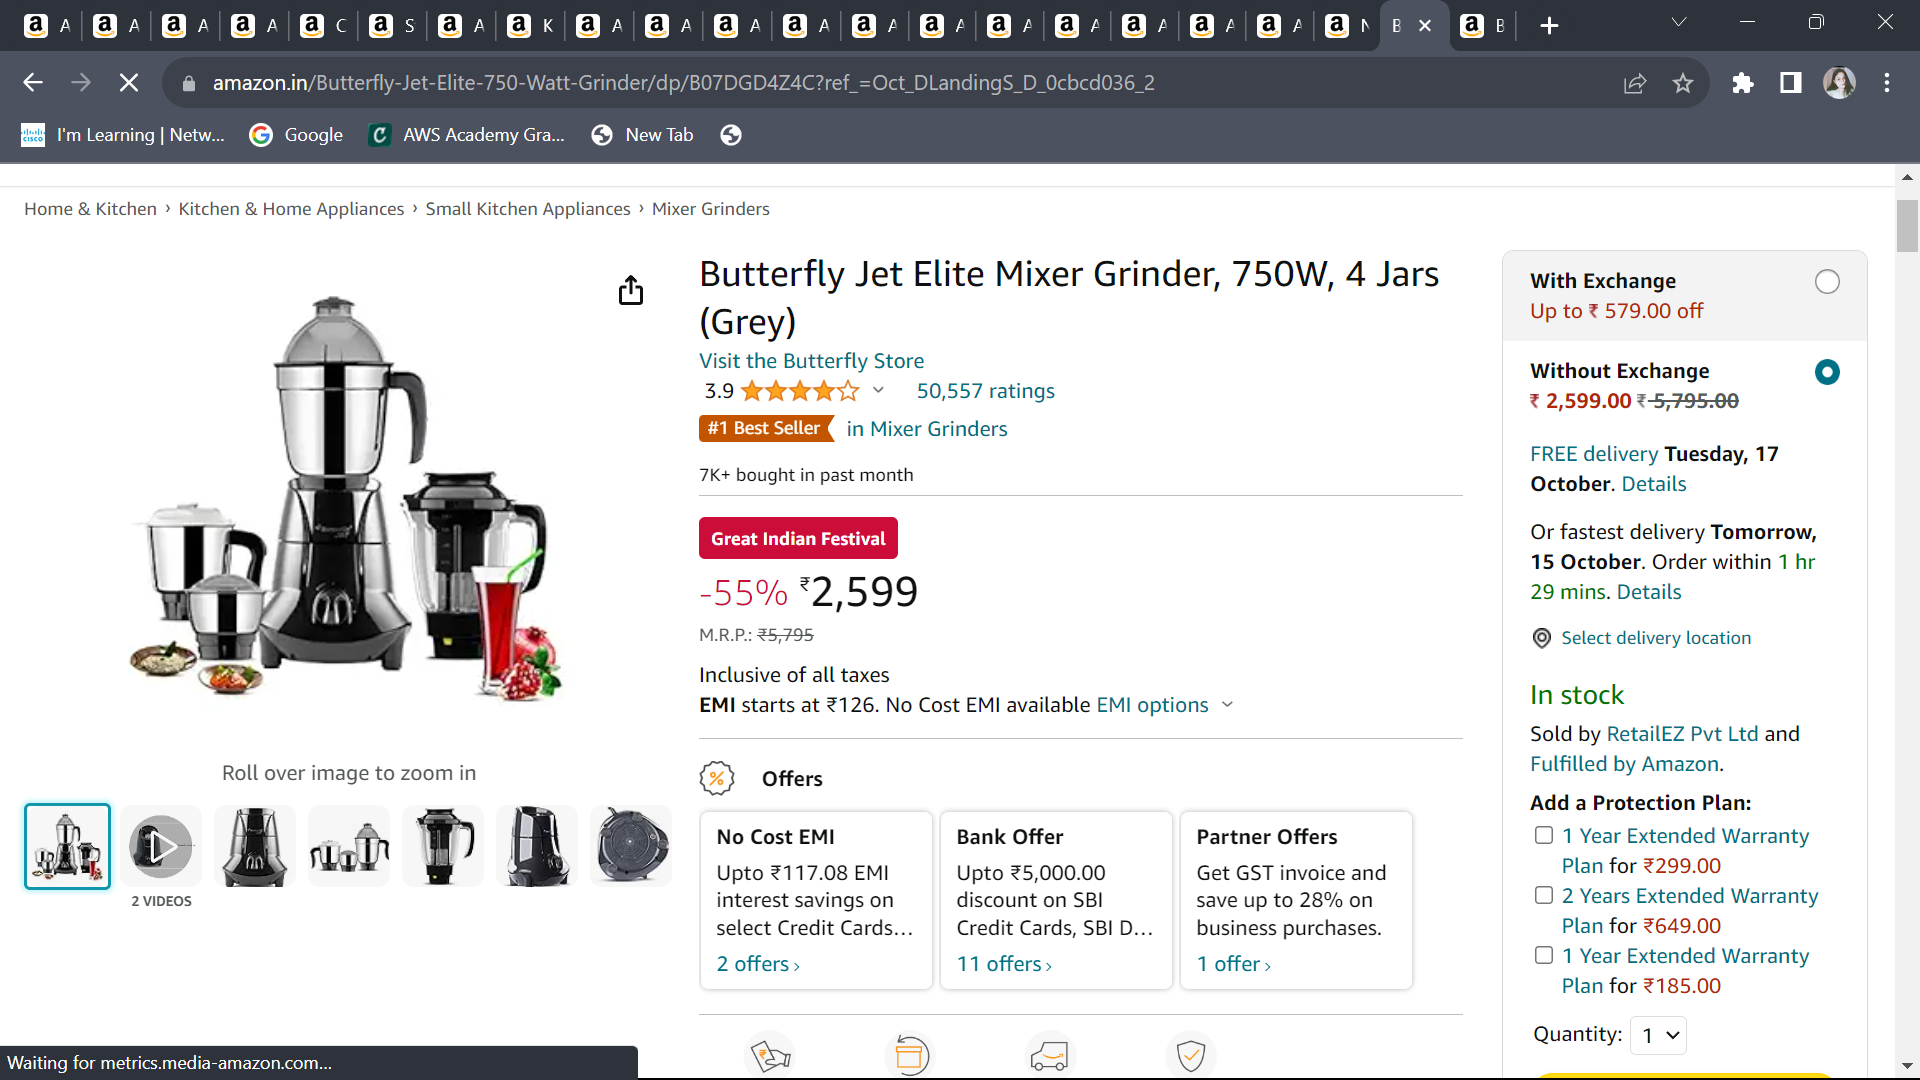 A
A
A
A
C
S
A
K
A
A
A
A
A
A
A
A
A
A
A
N
B
B
amazon.in/Butterfly-Jet-Elite-750-Watt-Grinder/dp/B07DGD4Z4C?ref_=Oct_DLandingS_D_0cbcd036_2
I'm Learning | Netw...
Google
AWS Academy Gra...
New Tab
Home & Kitchen › Kitchen & Home Appliances › Small Kitchen Appliances › Mixer Grinders
Butterfly Jet Elite Mixer Grinder, 750W, 4 Jars
(Grey)
Visit the Butterfly Store
3.9
50,557 ratings
#1 Best Seller in Mixer Grinders
7K+ bought in past month
Great Indian Festival
-55% ₹2,599
M.R.P.: ₹5,795
Inclusive of all taxes
EMI starts at ₹126. No Cost EMI available EMI options
Offers
No Cost EMI
Upto ₹117.08 EMI
interest savings on
select Credit Cards…
2 offers ›
Bank Offer
Upto ₹5,000.00
discount on SBI
Credit Cards, SBI D…
11 offers ›
Partner Offers
Get GST invoice and
save up to 28% on
business purchases.
1 offer ›
Roll over image to zoom in
2 VIDEOS
With Exchange
Up to ₹ 579.00 off
Without Exchange
₹ 2,599.00 ₹ 5,795.00
FREE delivery Tuesday, 17
October. Details
Or fastest delivery Tomorrow,
15 October. Order within 1 hr
29 mins. Details
Select delivery location
In stock
Sold by RetailEZ Pvt Ltd and
Fulfilled by Amazon.
Add a Protection Plan:
1 Year Extended Warranty
Plan for ₹299.00
2 Years Extended Warranty
Plan for ₹649.00
1 Year Extended Warranty
Plan for ₹185.00
Quantity: 1
Waiting for metrics.media-amazon.com...